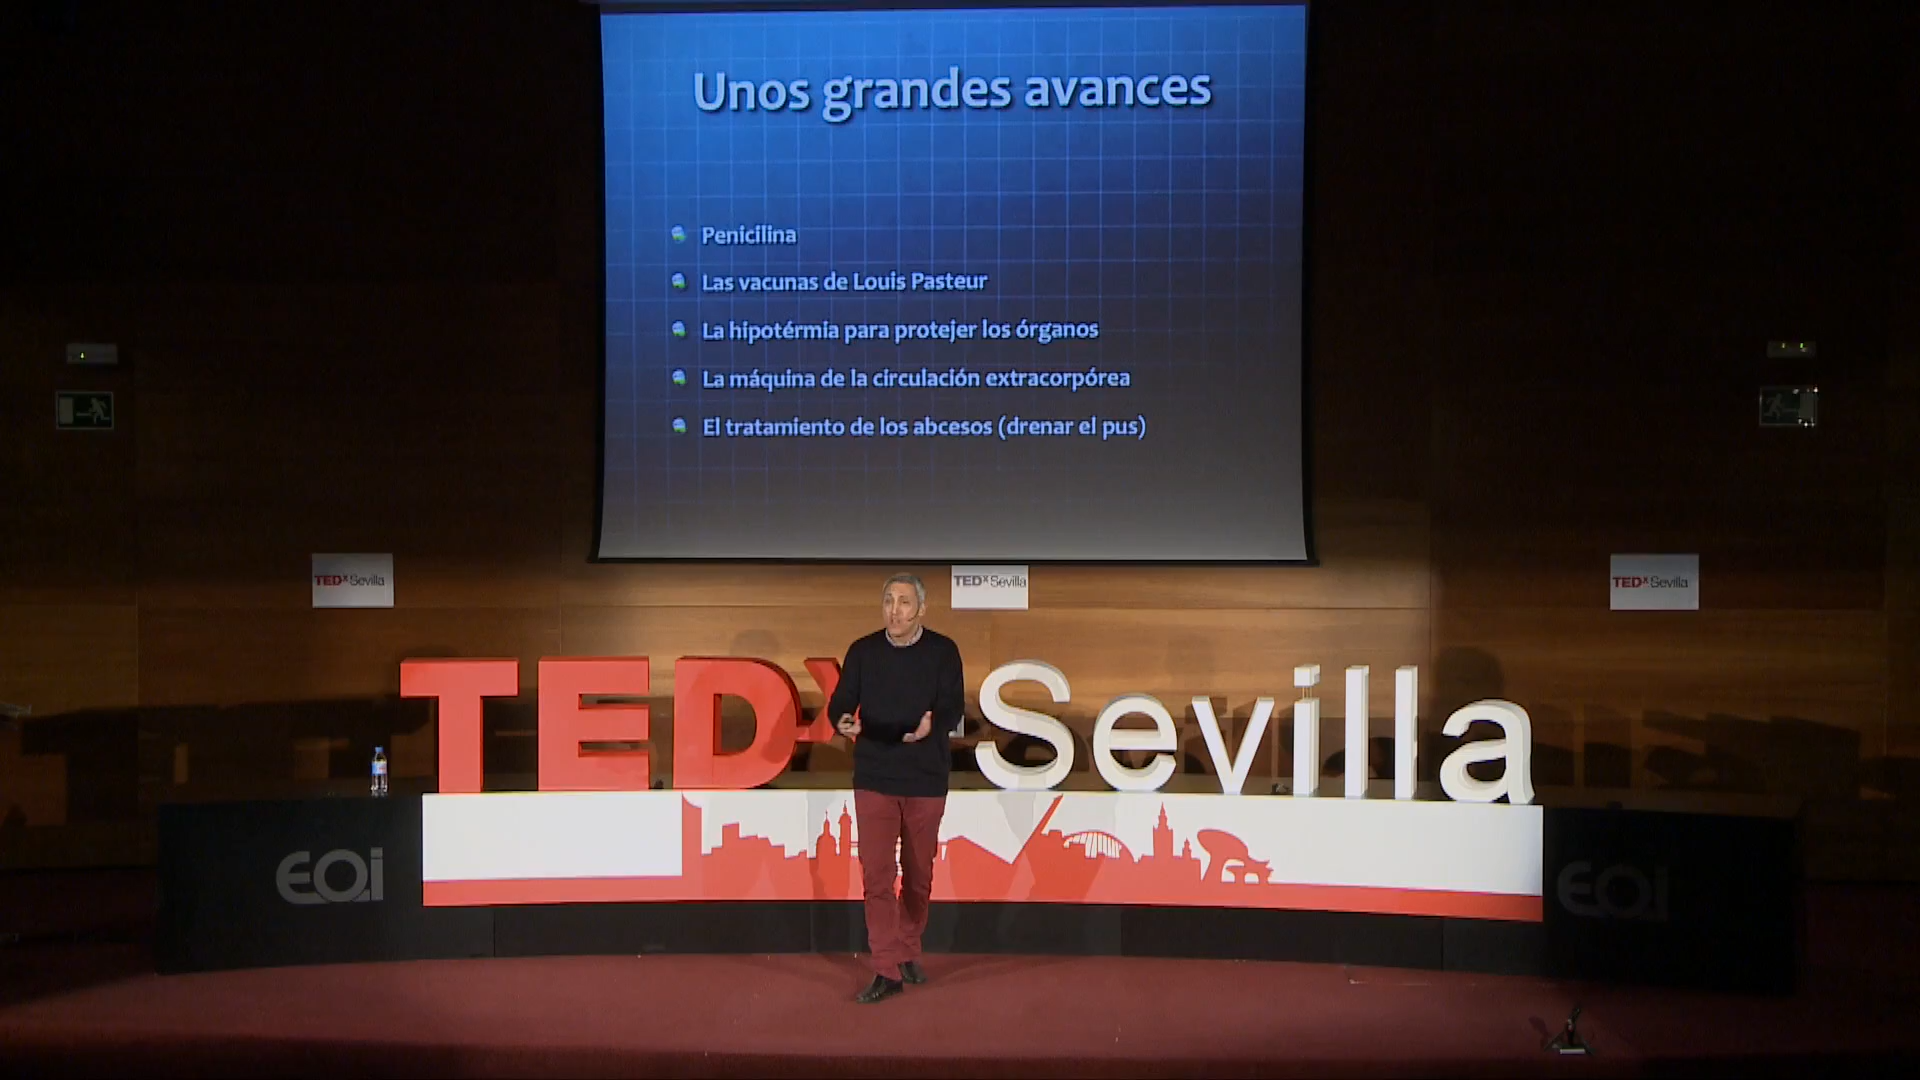 Unos grandes avances
Penicilina
Las vacunas de Louis Pasteur
La hipotérmia para protejer los órganos
La máquina de la circulación extracorpórea
El tratamiento de los abcesos (drenar el pus)
TEDx Sevilla
TEDx Sevilla
TEDx Sevilla
TEDx Sevilla
EOi
EOi